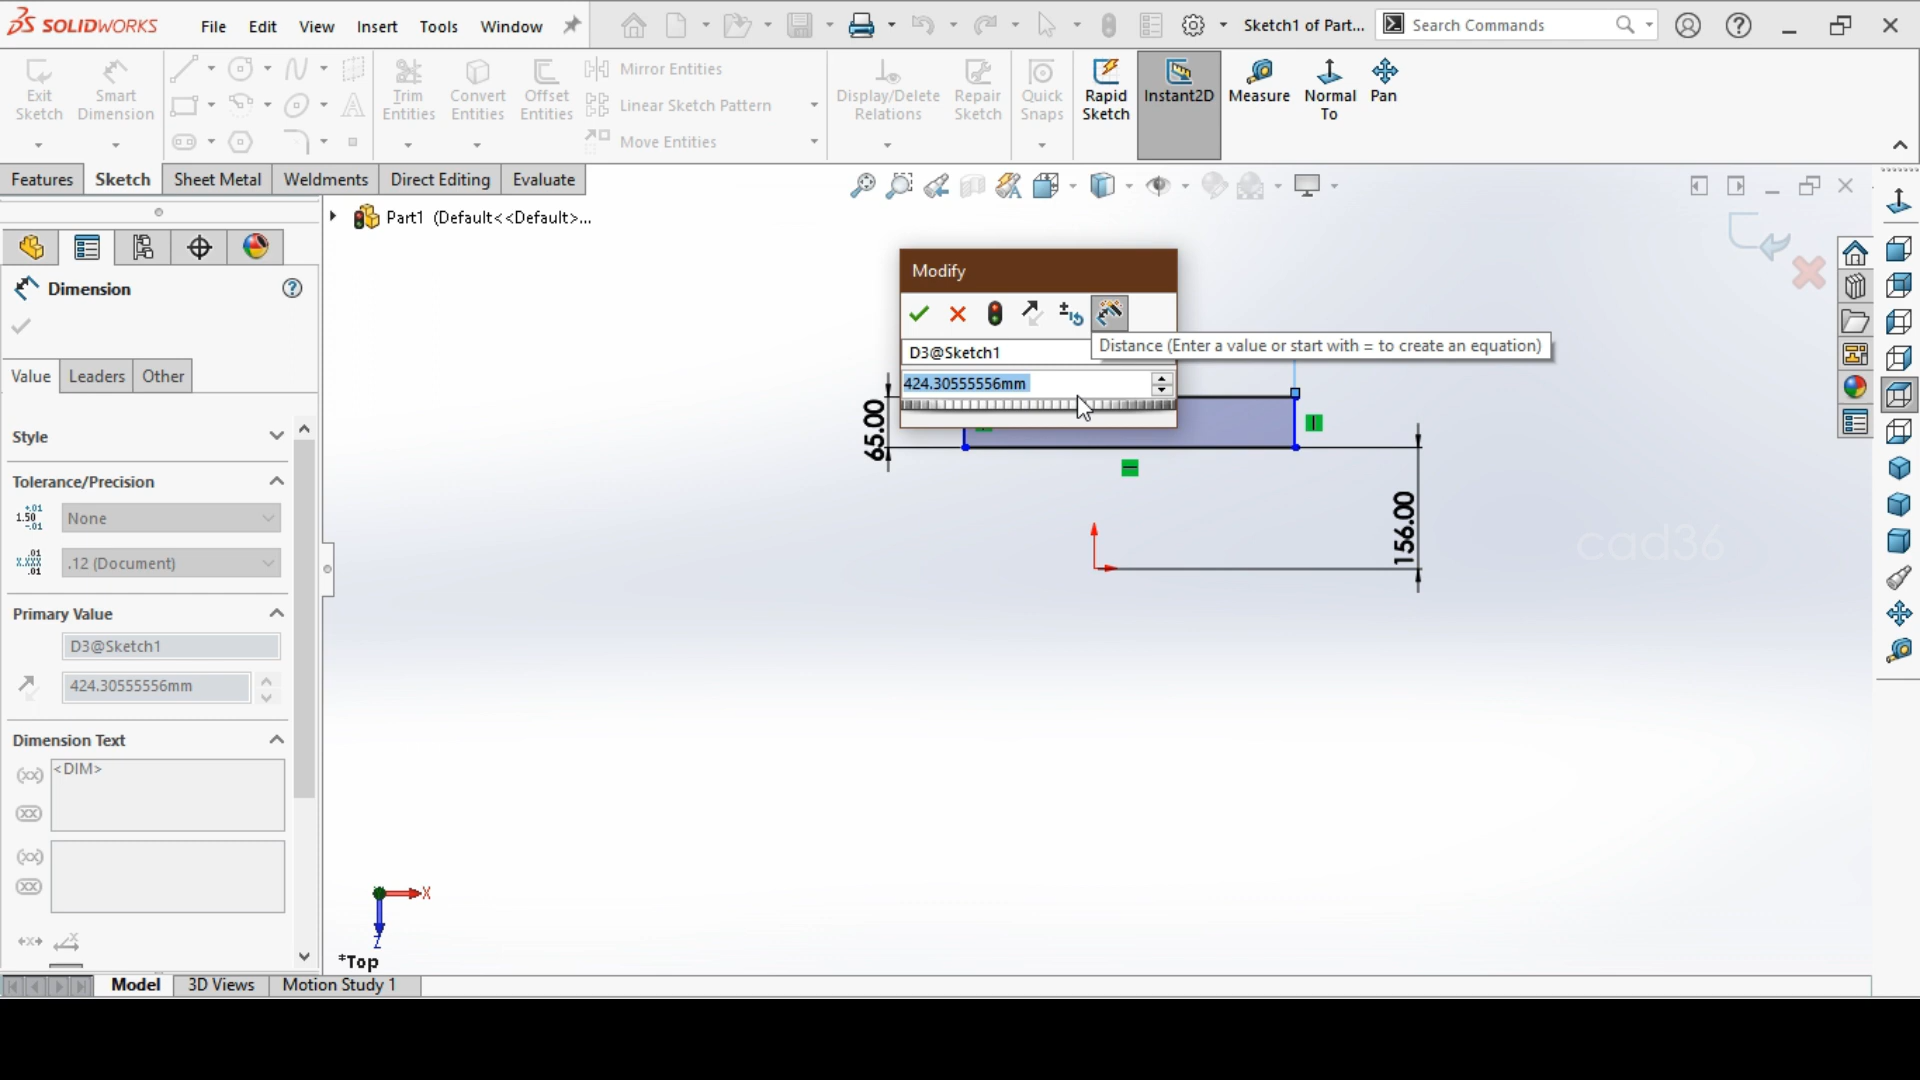 SOLIDWORKS
File Edit View Insert Tools Window
Sketch1 of Part...
Search Commands
Exit Sketch
Smart Dimension
Trim Entities
Convert Entities
Offset Entities
Mirror Entities
Linear Sketch Pattern
Move Entities
Display/Delete Relations
Repair Sketch
Quick Snaps
Rapid Sketch
Instant2D
Measure
Normal To
Pan
Features Sketch Sheet Metal Weldments Direct Editing Evaluate
Part1 (Default<<Default>...
Dimension
Value Leaders Other
Style
Tolerance/Precision
None
.12 (Document)
Primary Value
D3@Sketch1
424.30555556mm
Dimension Text
<DIM>
Modify
D3@Sketch1
Distance (Enter a value or start with = to create an equation)
424.30555556mm
65.00
156.00
cad36
X
Z
*Top
Model 3D Views Motion Study 1